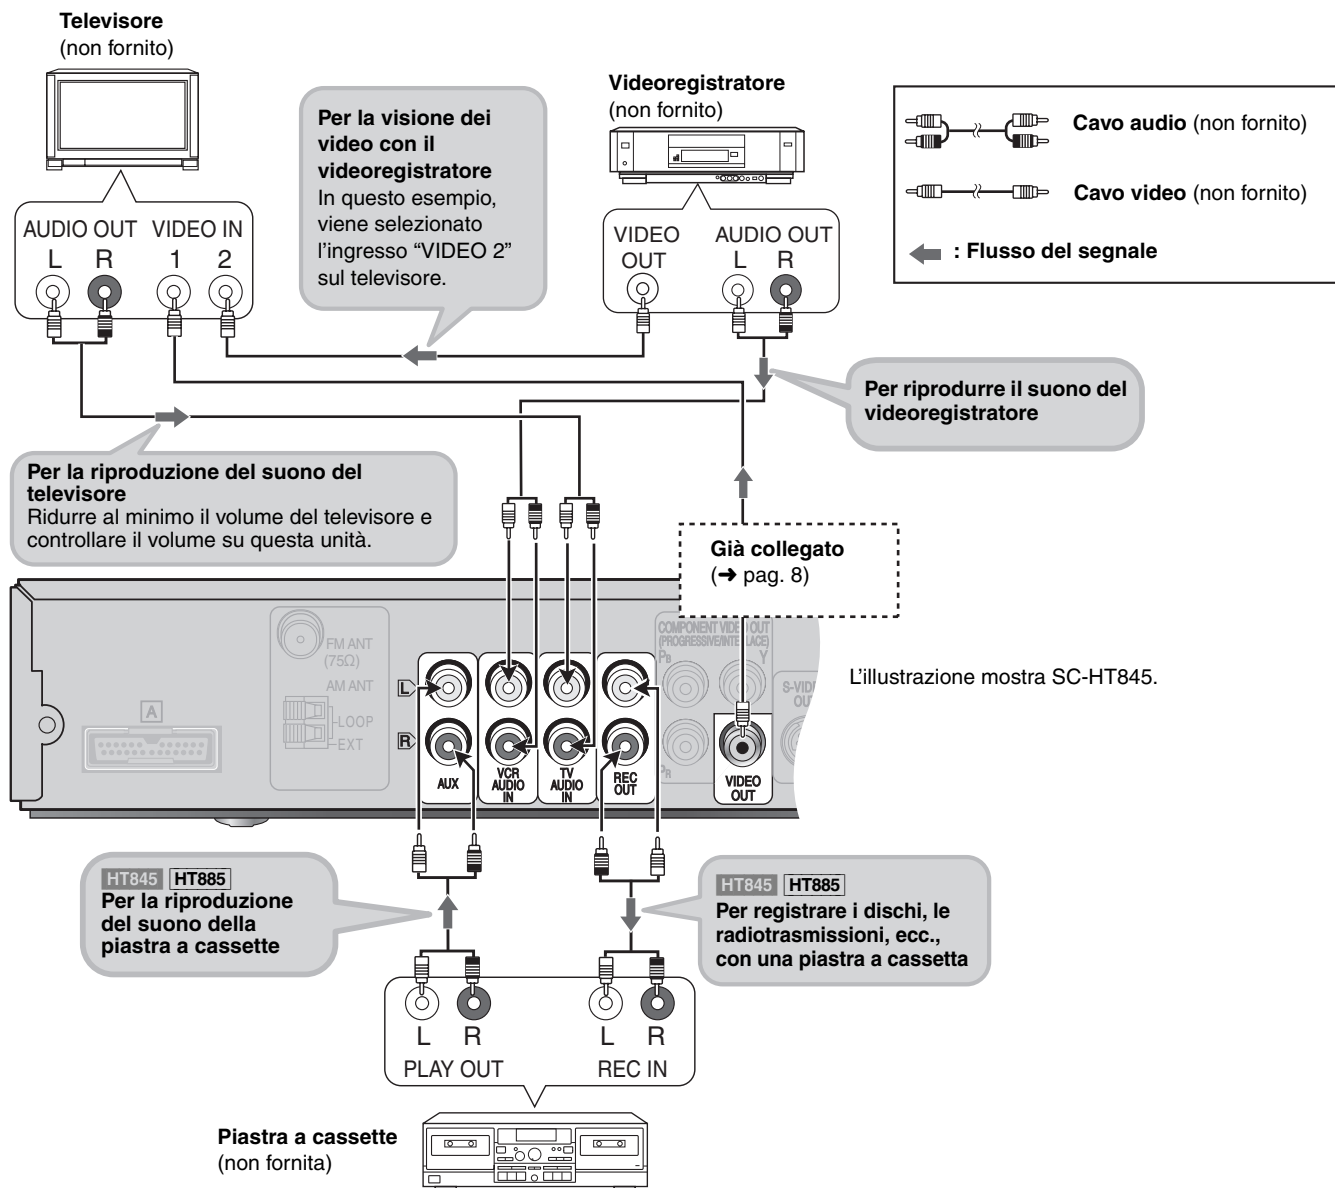 Televisore
(non fornito)
Per la visione dei
video con il
videoregistratore
In questo esempio,
viene selezionato
l'ingresso “VIDEO 2”
sul televisore.
Videoregistratore
(non fornito)
Cavo audio (non fornito)
Cavo video (non fornito)
: Flusso del segnale
AUDIO OUT VIDEO IN
L R 1 2
VIDEO
OUT
AUDIO OUT
L R
Per riprodurre il suono del
videoregistratore
Per la riproduzione del suono del
televisore
Ridurre al minimo il volume del televisore e
controllare il volume su questa unità.
Già collegato
(➜ pag. 8)
FM ANT
(75Ω)
AM ANT
LOOP
EXT
A
L
R
AUX
VCR
AUDIO
IN
TV
AUDIO
IN
REC
OUT
COMPONENT VIDEO OUT
(PROGRESSIVE/INTERLACE)
PB Y
PR
VIDEO
OUT
S-VIDE
OU
L'illustrazione mostra SC-HT845.
HT845 HT885
Per la riproduzione
del suono della
piastra a cassette
HT845 HT885
Per registrare i dischi, le
radiotrasmissioni, ecc.,
con una piastra a cassetta
L R L R
PLAY OUT REC IN
Piastra a cassette
(non fornita)